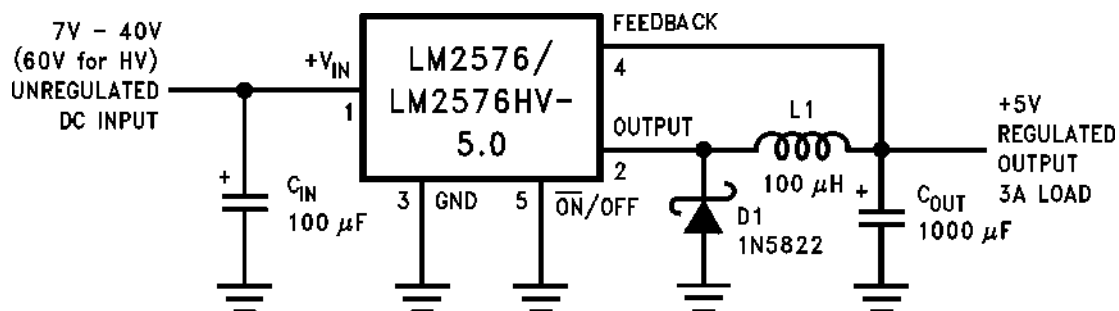 7V – 40V
(60V for HV)
UNREGULATED
DC INPUT
+VIN
1
CIN
100 μF
+
LM2576/
LM2576HV-
5.0
3 GND
5 ON/OFF
FEEDBACK
4
OUTPUT
2
L1
100 μH
D1
1N5822
+
COUT
1000 μF
+5V
REGULATED
OUTPUT
3A LOAD